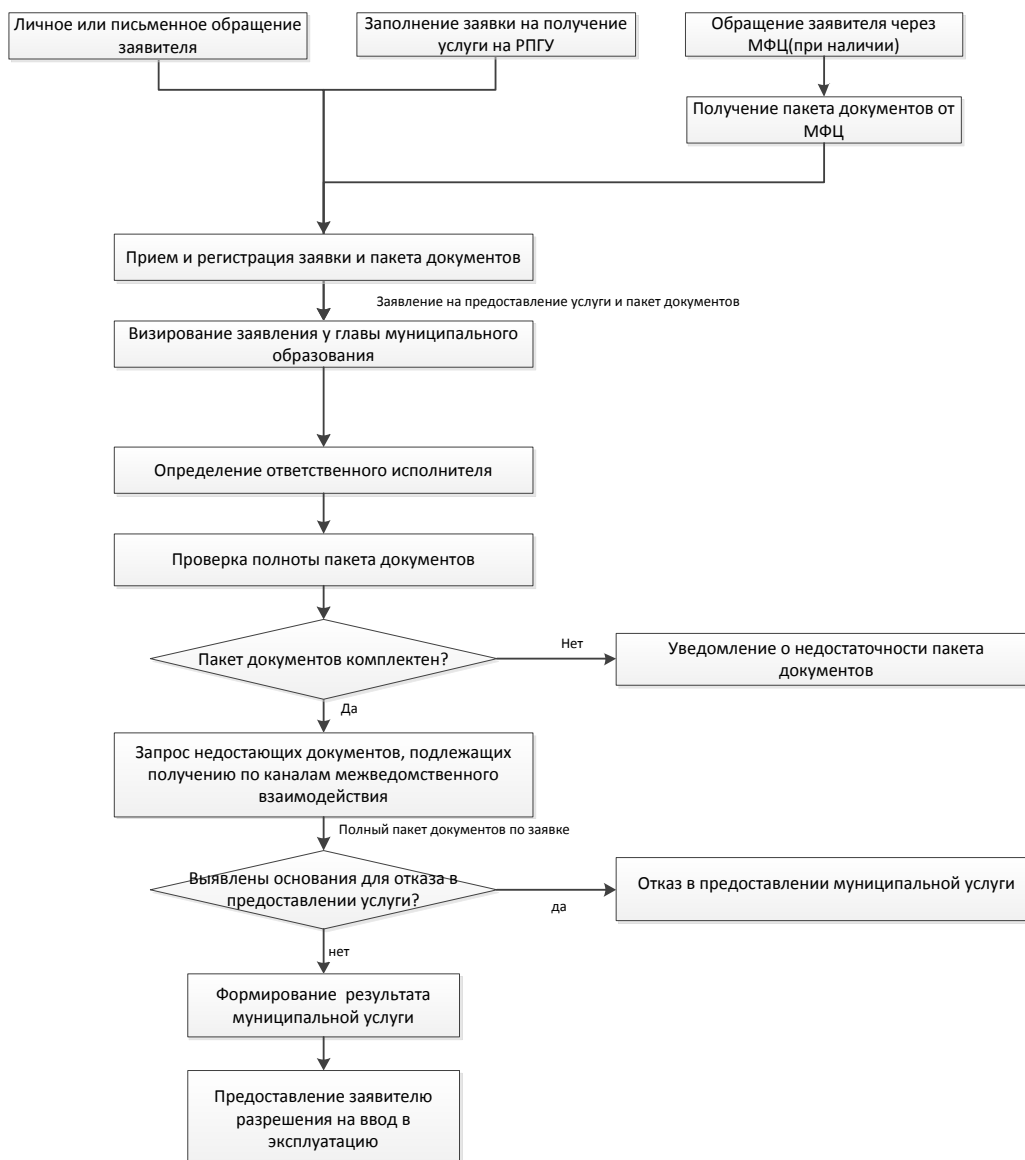 Личное или письменное обращение
заявителя
Заполнение заявки на получение
услуги на РПГУ
Обращение заявителя через
МФЦ(при наличии)
Получение пакета документов от
МФЦ
Прием и регистрация заявки и пакета документов
Заявление на предоставление услуги и пакет документов
Визирование заявления у главы муниципального
образования
Определение ответственного исполнителя
Проверка полноты пакета документов
Пакет документов комплектен?
Нет
Уведомление о недостаточности пакета
документов
Да
Запрос недостающих документов, подлежащих
получению по каналам межведомственного
взаимодействия
Полный пакет документов по заявке
Выявлены основания для отказа в
предоставлении услуги?
да
Отказ в предоставлении муниципальной услуги
нет
Формирование результата
муниципальной услуги
Предоставление заявителю
разрешения на ввод в
эксплуатацию